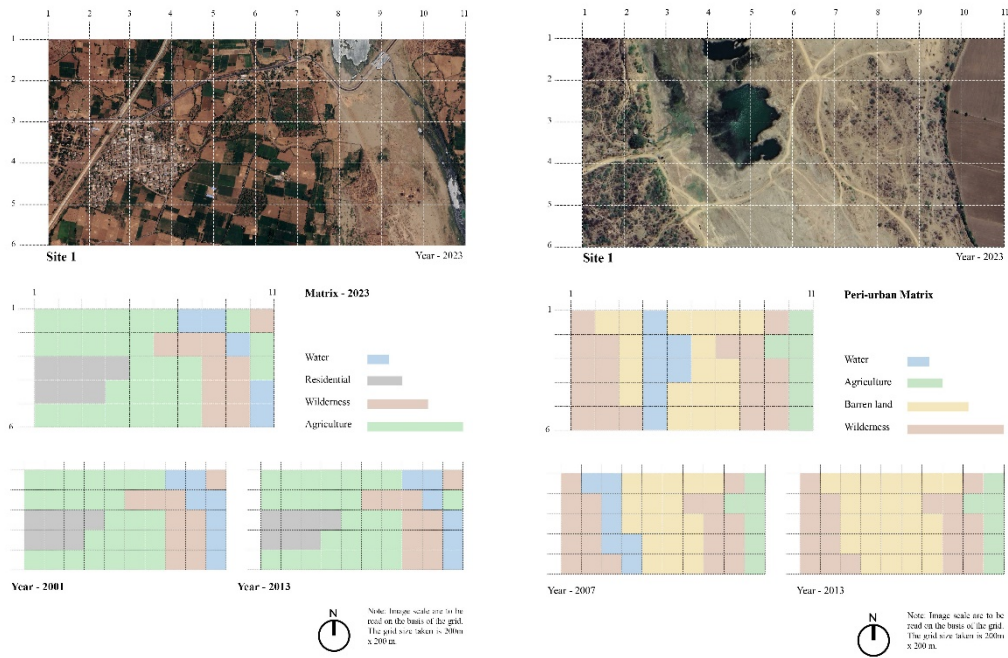 1 2 3 4 5 6 7 8 9 10 11
1
2
3
4
5
6
Site 1
Year - 2023
1 11
1
6
Matrix - 2023
Water
Residential
Wilderness
Agriculture
Year - 2001
Year - 2013
N
Note: Image scale are to be
read on the basis of the grid.
The grid size taken is 200m
x 200 m.
1 2 3 4 5 6 7 8 9 10 11
1
2
3
4
5
6
Site 1
Year - 2023
1 11
1
6
Peri-urban Matrix
Water
Agriculture
Barren land
Wilderness
Year - 2007
Year - 2013
N
Note: Image scale are to be
read on the basis of the grid.
The grid size taken is 200m
x 200 m.